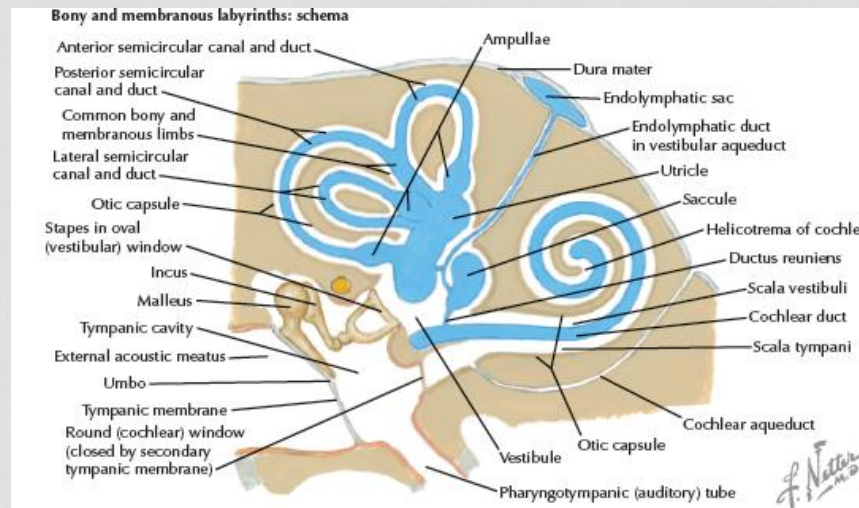 Bony and membranous labyrinths: schema
Anterior semicircular canal and duct
Posterior semicircular
canal and duct
Common bony and
membranous limbs
Lateral semicircular
canal and duct
Otic capsule
Stapes in oval
(vestibular) window
Incus
Malleus
Tympanic cavity
External acoustic meatus
Umbo
Tympanic membrane
Round (cochlear) window
(closed by secondary
tympanic membrane)
Ampullae
Dura mater
Endolymphatic sac
Endolymphatic duct
in vestibular aqueduct
Utricle
Saccule
Helicotrema of cochle
Ductus reuniens
Scala vestibuli
Cochlear duct
Scala tympani
Cochlear aqueduct
Otic capsule
Vestibule
Pharyngotympanic (auditory) tube
F. Netter
M.D.